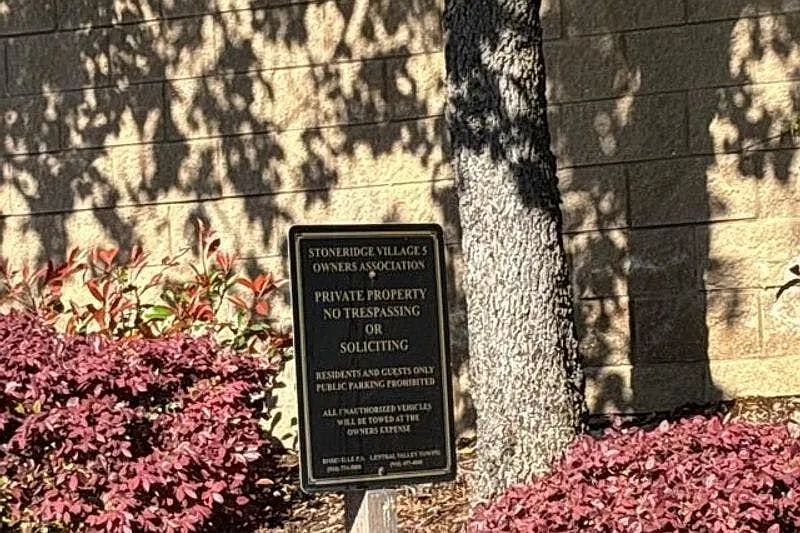 STONERIDGE VILLAGE 5
OWNERS ASSOCIATION
PRIVATE PROPERTY
NO TRESPASSING
OR
SOLICITING
RESIDENTS AND GUESTS ONLY
PUBLIC PARKING PROHIBITED
ALL UNAUTHORIZED VEHICLES
WILL BE TOWED AT THE
OWNERS EXPENSE
ROSEVILLE P.D. CENTRAL VALLEY TOWING